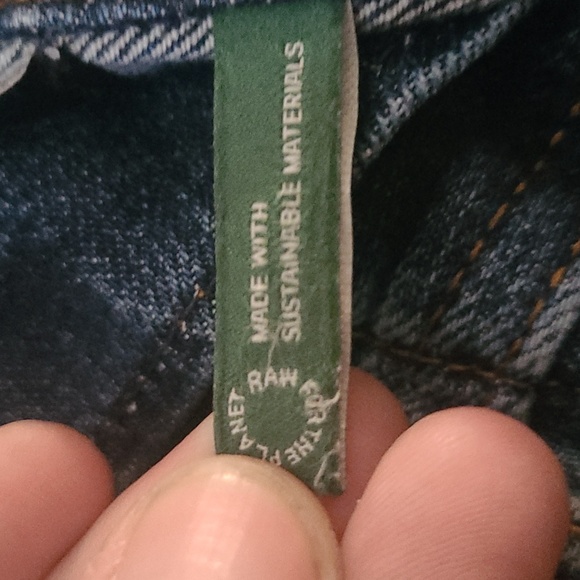 MADE WITH
SUSTAINABLE MATERIALS
RAW
FOR THE PLANET